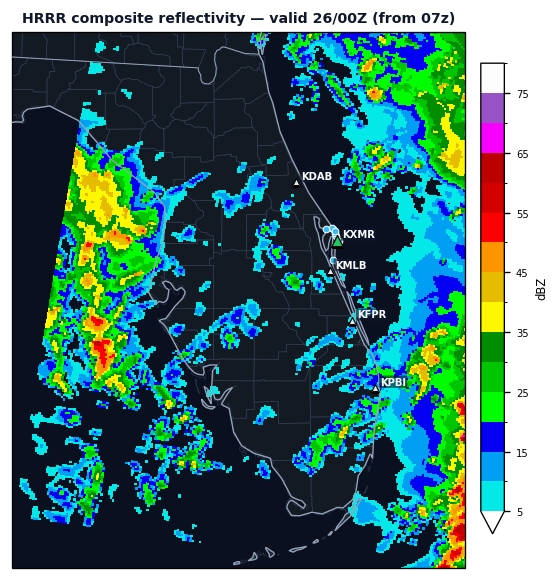 HRRR composite reflectivity — valid 26/00Z (from 07z)
KDAB
KXMR
KMLB
KFPR
KPBI
75
65
55
45
35
25
15
5
dBZ